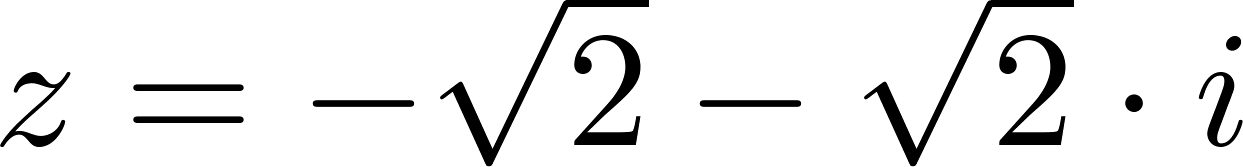 z = −√2 − √2 · i